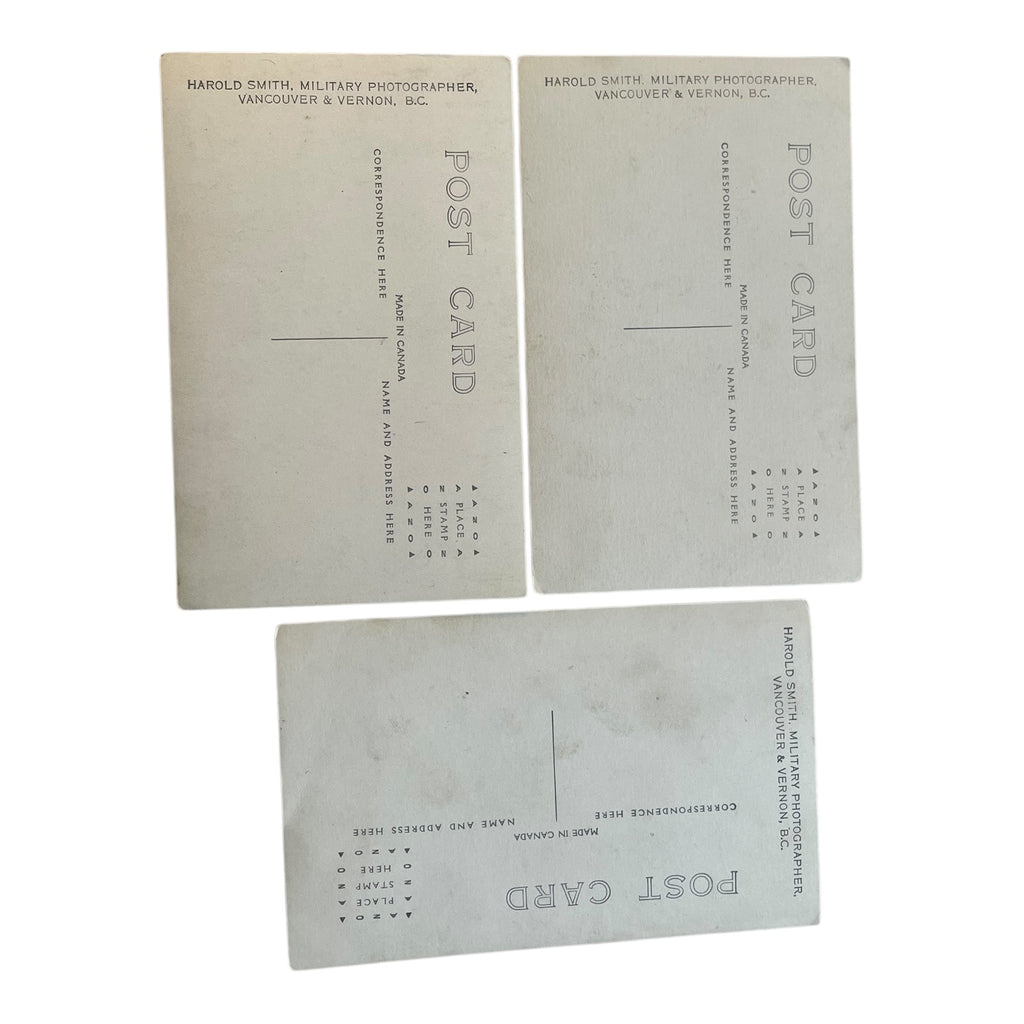 HAROLD SMITH, MILITARY PHOTOGRAPHER,
VANCOUVER & VERNON, B.C.
POST CARD
MADE IN CANADA
CORRESPONDENCE HERE
NAME AND ADDRESS HERE
▲ A N O ▲
A PLACE A
N STAMP N
O HERE O
▲ A N O ▲
HAROLD SMITH, MILITARY PHOTOGRAPHER,
VANCOUVER & VERNON, B.C.
POST CARD
MADE IN CANADA
CORRESPONDENCE HERE
NAME AND ADDRESS HERE
▲ A N O ▲
A PLACE A
N STAMP N
O HERE O
▲ A N O ▲
HAROLD SMITH, MILITARY PHOTOGRAPHER,
VANCOUVER & VERNON, B.C.
POST CARD
MADE IN CANADA
CORRESPONDENCE HERE
NAME AND ADDRESS HERE
▲ A N O ▲
A PLACE A
N STAMP N
O HERE O
▲ A N O ▲